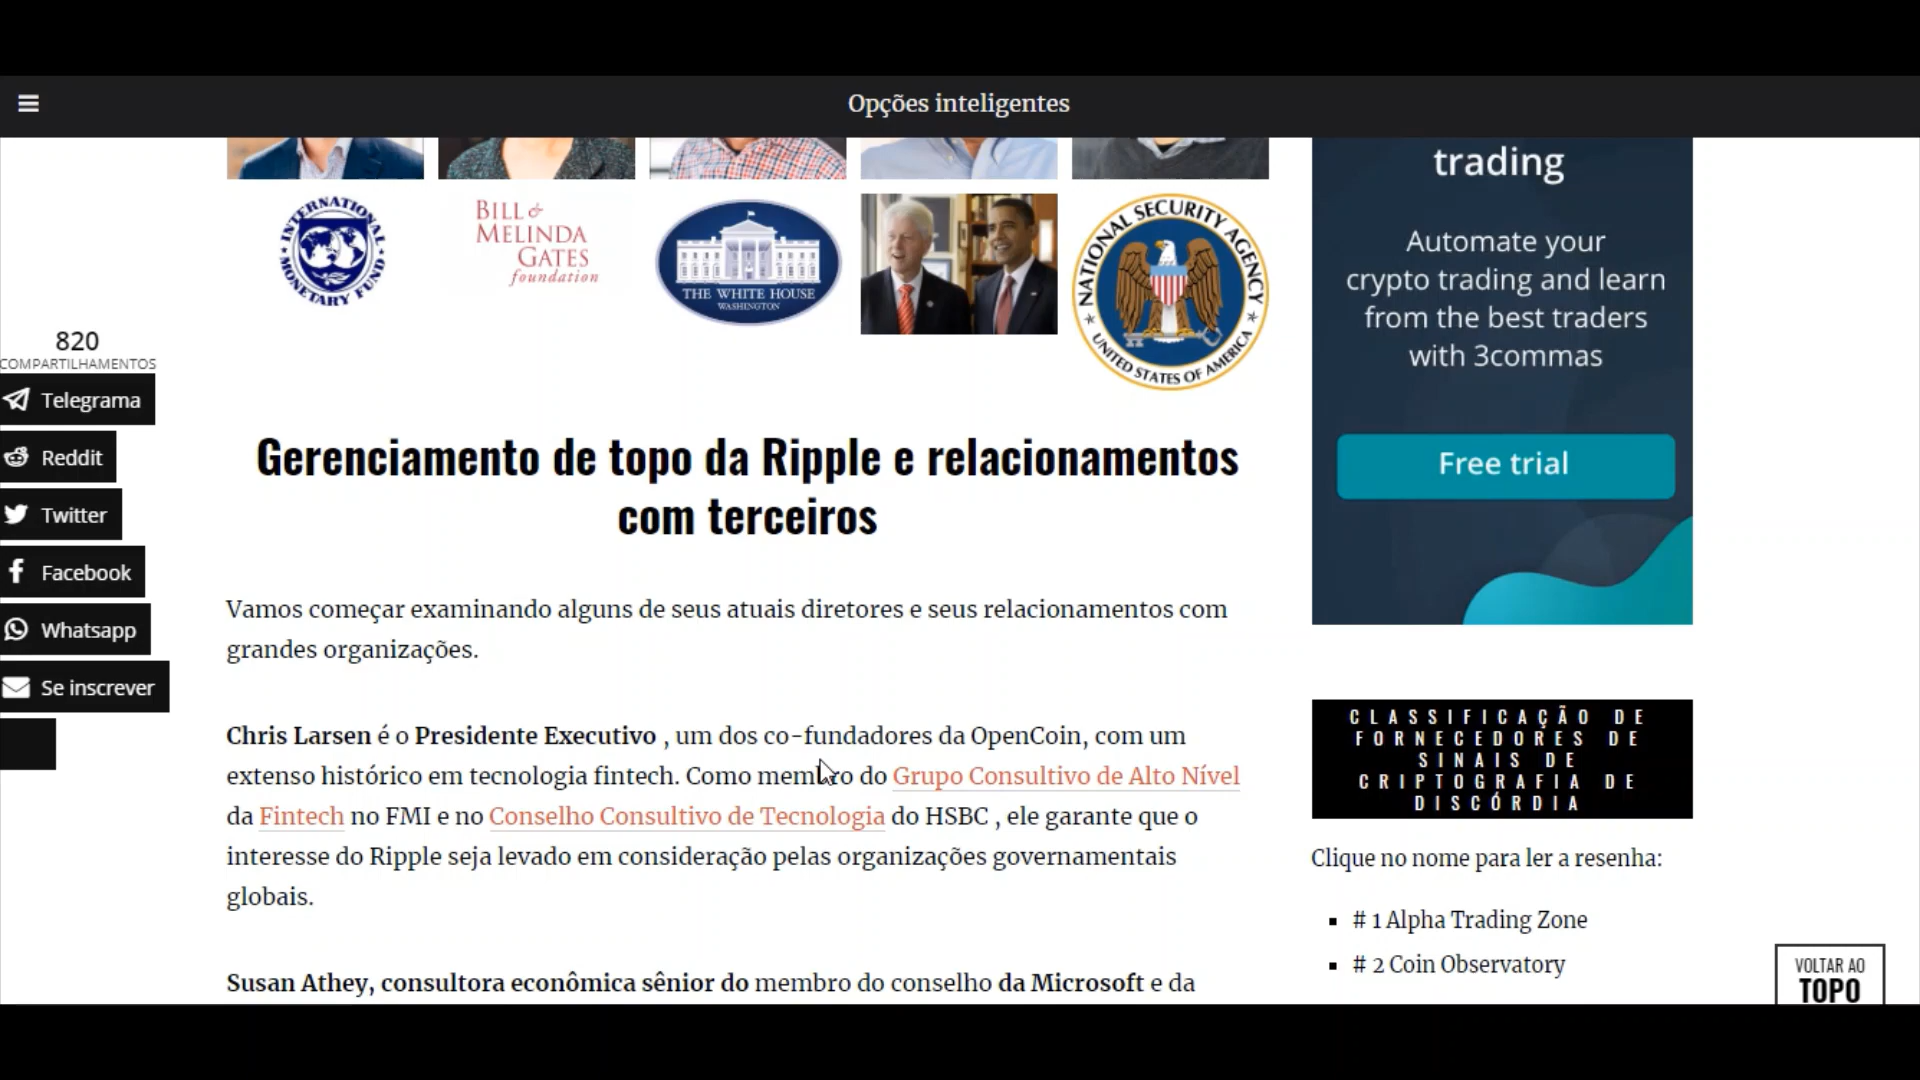 Opções inteligentes
INTERNATIONAL MONETARY FUND
BILL &
MELINDA
GATES
foundation
THE WHITE HOUSE
WASHINGTON
NATIONAL SECURITY AGENCY
UNITED STATES OF AMERICA
820
COMPARTILHAMENTOS
Telegrama
Reddit
Twitter
Facebook
Whatsapp
Se inscrever
Gerenciamento de topo da Ripple e relacionamentos
com terceiros
Vamos começar examinando alguns de seus atuais diretores e seus relacionamentos com
grandes organizações.
Chris Larsen é o Presidente Executivo , um dos co-fundadores da OpenCoin, com um
extenso histórico em tecnologia fintech. Como membro do Grupo Consultivo de Alto Nível
da Fintech no FMI e no Conselho Consultivo de Tecnologia do HSBC , ele garante que o
interesse do Ripple seja levado em consideração pelas organizações governamentais
globais.
Susan Athey, consultora econômica sênior do membro do conselho da Microsoft e da
trading
Automate your
crypto trading and learn
from the best traders
with 3commas
Free trial
CLASSIFICAÇÃO DE
FORNECEDORES DE
SINAIS DE
CRIPTOGRAFIA DE
DISCÓRDIA
Clique no nome para ler a resenha:
# 1 Alpha Trading Zone
# 2 Coin Observatory
VOLTAR AO
TOPO